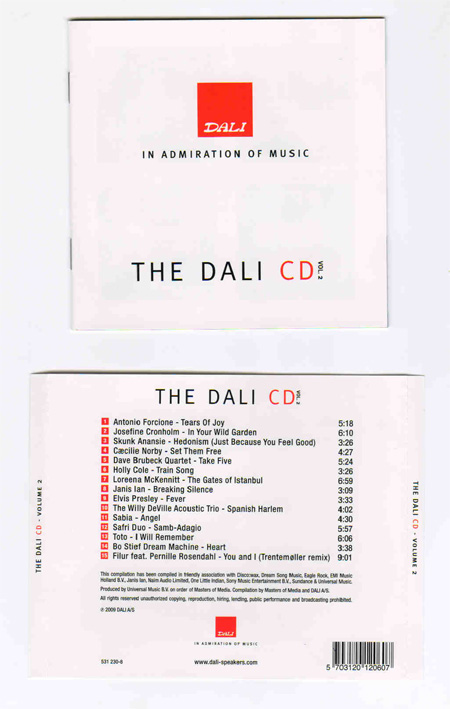 DALI
IN ADMIRATION OF MUSIC
THE DALI CD VOL. 2
THE DALI CD VOL. 2
1 Antonio Forcione - Tears Of Joy 5:18
2 Josefine Cronholm - In Your Wild Garden 6:10
3 Skunk Anansie - Hedonism (Just Because You Feel Good) 3:26
4 Cæcilie Norby - Set Them Free 4:27
5 Dave Brubeck Quartet - Take Five 5:24
6 Holly Cole - Train Song 3:26
7 Loreena McKennitt - The Gates of Istanbul 6:59
8 Janis Ian - Breaking Silence 3:09
9 Elvis Presley - Fever 3:33
10 The Willy DeVille Acoustic Trio - Spanish Harlem 4:02
11 Sabia - Angel 4:30
12 Safri Duo - Samb-Adagio 5:57
13 Toto - I Will Remember 6:06
14 Bo Stief Dream Machine - Heart 3:38
15 Filur feat. Pernille Rosendahl - You and I (Trentemøller remix) 9:01
This compilation has been compiled in friendly association with Disco:wax, Dream Song Music, Eagle Rock, EMI Music
Holland B.V., Janis Ian, Naim Audio Limited, One Little Indian, Sony Music Entertainment B.V., Sundance & Universal Music.
Produced by Universal Music B.V. on order of Masters of Media. Compilation by Masters of Media and DALI A/S.
All rights reserved unauthorized copying, reproduction, hiring, lending, public performance and broadcasting prohibited.
℗ 2009 DALI A/S
DALI
IN ADMIRATION OF MUSIC
531 230-8
www.dali-speakers.com
5 703120 120607
THE DALI CD - VOLUME 2
THE DALI CD - VOLUME 2